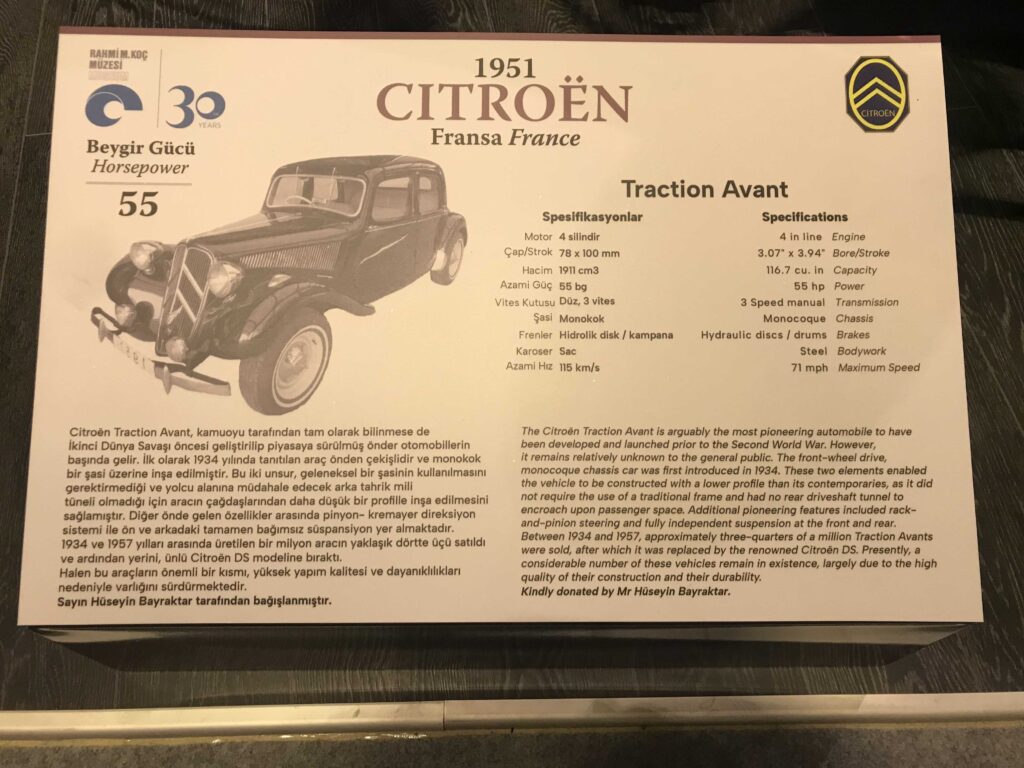 RAHMİ M. KOÇ
MÜZESİ
MUSEUM
30
YEARS
Beygir Gücü
Horsepower
55
1951
CITROËN
Fransa France
CITROËN
Traction Avant
Spesifikasyonlar
Motor 4 silindir
Çap/Strok 78 x 100 mm
Hacim 1911 cm3
Azami Güç 55 bg
Vites Kutusu Düz, 3 vites
Şasi Monokok
Frenler Hidrolik disk / kampana
Karoser Sac
Azami Hız 115 km/s
Specifications
4 in line Engine
3.07" x 3.94" Bore/Stroke
116.7 cu. in Capacity
55 hp Power
3 Speed manual Transmission
Monocoque Chassis
Hydraulic discs / drums Brakes
Steel Bodywork
71 mph Maximum Speed
Citroën Traction Avant, kamuoyu tarafından tam olarak bilinmese de
İkinci Dünya Savaşı öncesi geliştirilip piyasaya sürülmüş önder otomobillerin
başında gelir. İlk olarak 1934 yılında tanıtılan araç önden çekişlidir ve monokok
bir şasi üzerine inşa edilmiştir. Bu iki unsur, geleneksel bir şasinin kullanılmasını
gerektirmediği ve yolcu alanına müdahale edecek arka tahrik mili
tüneli olmadığı için aracın çağdaşlarından daha düşük bir profille inşa edilmesini
sağlamıştır. Diğer önde gelen özellikler arasında pinyon- kremayer direksiyon
sistemi ile ön ve arkadaki tamamen bağımsız süspansiyon yer almaktadır.
1934 ve 1957 yılları arasında üretilen bir milyon aracın yaklaşık dörtte üçü satıldı
ve ardından yerini, ünlü Citroën DS modeline bıraktı.
Halen bu araçların önemli bir kısmı, yüksek yapım kalitesi ve dayanıklılıkları
nedeniyle varlığını sürdürmektedir.
Sayın Hüseyin Bayraktar tarafından bağışlanmıştır.
The Citroën Traction Avant is arguably the most pioneering automobile to have
been developed and launched prior to the Second World War. However,
it remains relatively unknown to the general public. The front-wheel drive,
monocoque chassis car was first introduced in 1934. These two elements enabled
the vehicle to be constructed with a lower profile than its contemporaries, as it did
not require the use of a traditional frame and had no rear driveshaft tunnel to
encroach upon passenger space. Additional pioneering features included rack-
and-pinion steering and fully independent suspension at the front and rear.
Between 1934 and 1957, approximately three-quarters of a million Traction Avants
were sold, after which it was replaced by the renowned Citroën DS. Presently, a
considerable number of these vehicles remain in existence, largely due to the high
quality of their construction and their durability.
Kindly donated by Mr Hüseyin Bayraktar.